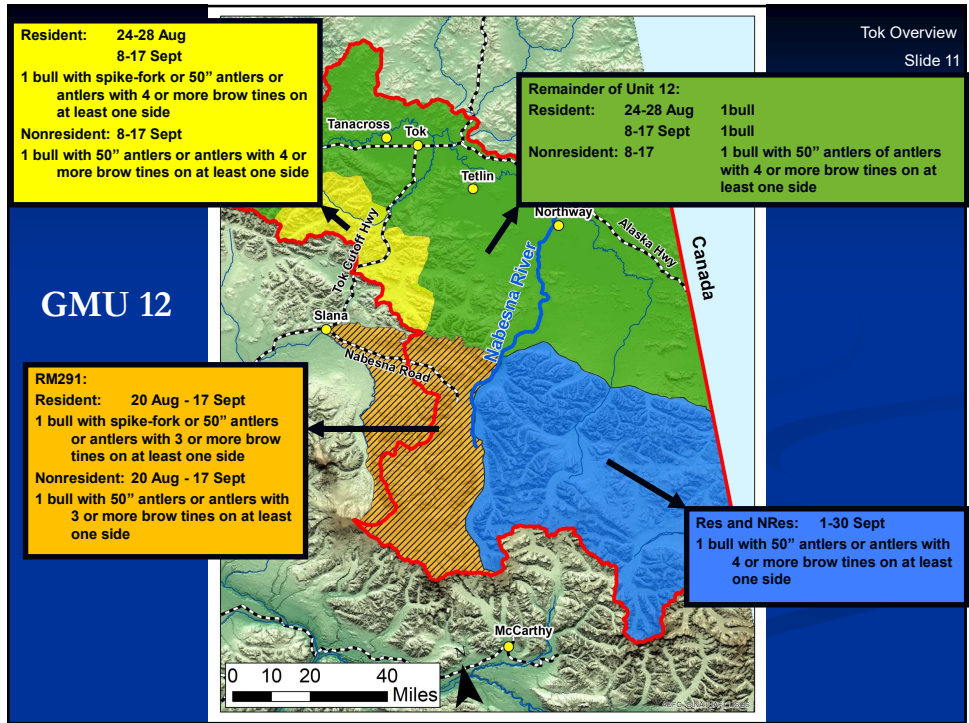 Tok Overview
Slide 11
Resident: 24-28 Aug
8-17 Sept
1 bull with spike-fork or 50” antlers or
antlers with 4 or more brow tines on
at least one side
Nonresident: 8-17 Sept
1 bull with 50” antlers or antlers with 4 or
more brow tines on at least one side
Remainder of Unit 12:
Resident: 24-28 Aug 1bull
8-17 Sept 1bull
Nonresident: 8-17 1 bull with 50” antlers of antlers
with 4 or more brow tines on at
least one side
Tanacross
Tok
Tetlin
Northway
Alaska Hwy
Canada
Tok Cutoff Hwy
Nabesna River
GMU 12
Slana
Nabesna Road
RM291:
Resident: 20 Aug - 17 Sept
1 bull with spike-fork or 50” antlers
or antlers with 3 or more brow
tines on at least one side
Nonresident: 20 Aug - 17 Sept
1 bull with 50” antlers or antlers with
3 or more brow tines on at least
one side
Res and NRes: 1-30 Sept
1 bull with 50” antlers or antlers with
4 or more brow tines on at least
one side
McCarthy
N
0 10 20 40
Miles